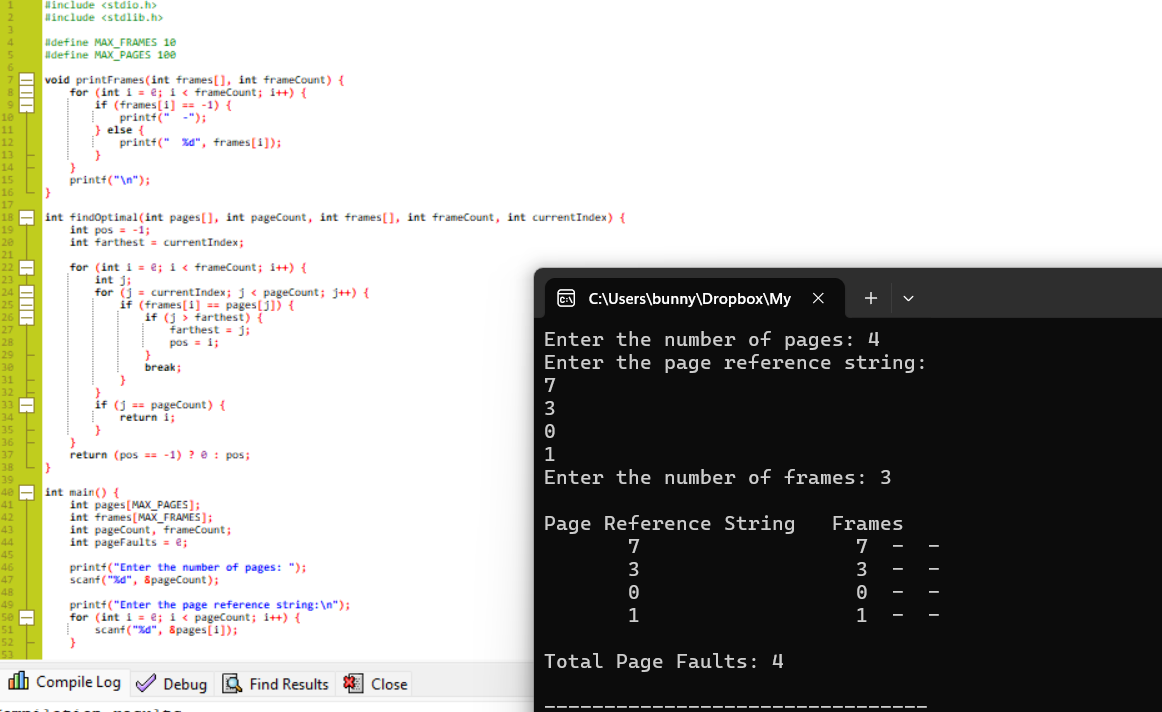 1 #include <stdio.h>
2 #include <stdlib.h>
3
4 #define MAX_FRAMES 10
5 #define MAX_PAGES 100
6
7 void printFrames(int frames[], int frameCount) {
8 for (int i = 0; i < frameCount; i++) {
9 if (frames[i] == -1) {
10 printf("  -");
11 } else {
12 printf("  %d", frames[i]);
13 }
14 }
15 printf("\n");
16 }
17
18 int findOptimal(int pages[], int pageCount, int frames[], int frameCount, int currentIndex) {
19 int pos = -1;
20 int farthest = currentIndex;
21
22 for (int i = 0; i < frameCount; i++) {
23 int j;
24 for (j = currentIndex; j < pageCount; j++) {
25 if (frames[i] == pages[j]) {
26 if (j > farthest) {
27 farthest = j;
28 pos = i;
29 }
30 break;
31 }
32 }
33 if (j == pageCount) {
34 return i;
35 }
36 }
37 return (pos == -1) ? 0 : pos;
38 }
39
40 int main() {
41 int pages[MAX_PAGES];
42 int frames[MAX_FRAMES];
43 int pageCount, frameCount;
44 int pageFaults = 0;
45
46 printf("Enter the number of pages: ");
47 scanf("%d", &pageCount);
48
49 printf("Enter the page reference string:\n");
50 for (int i = 0; i < pageCount; i++) {
51 scanf("%d", &pages[i]);
52 }
53
Compile Log Debug Find Results Close
C:\Users\bunny\Dropbox\My
Enter the number of pages: 4
Enter the page reference string:
7
3
0
1
Enter the number of frames: 3
Page Reference String   Frames
7 7 - -
3 3 - -
0 0 - -
1 1 - -
Total Page Faults: 4
--------------------------------